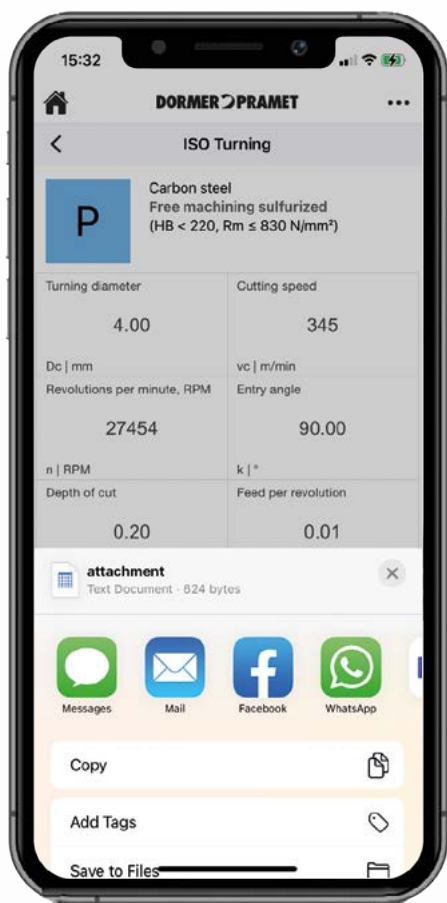 15:32
DORMER PRAMET
ISO Turning
P
Carbon steel
Free machining sulfurized
(HB < 220, Rm ≤ 830 N/mm²)
Turning diameter
Cutting speed
4.00
345
Dc | mm
vc | m/min
Revolutions per minute, RPM
Entry angle
27454
90.00
n | RPM
k | °
Depth of cut
Feed per revolution
0.20
0.01
attachment
Text Document · 624 bytes
Messages
Mail
Facebook
WhatsApp
Copy
Add Tags
Save to Files